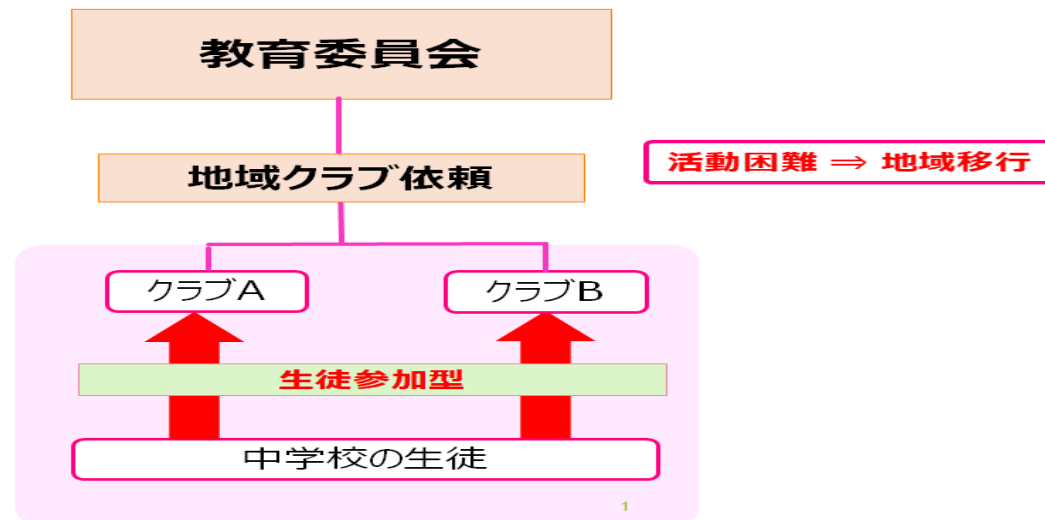 教育委員会
地域クラブ依頼
活動困難 ⇒ 地域移行
クラブA
クラブB
生徒参加型
中学校の生徒
1